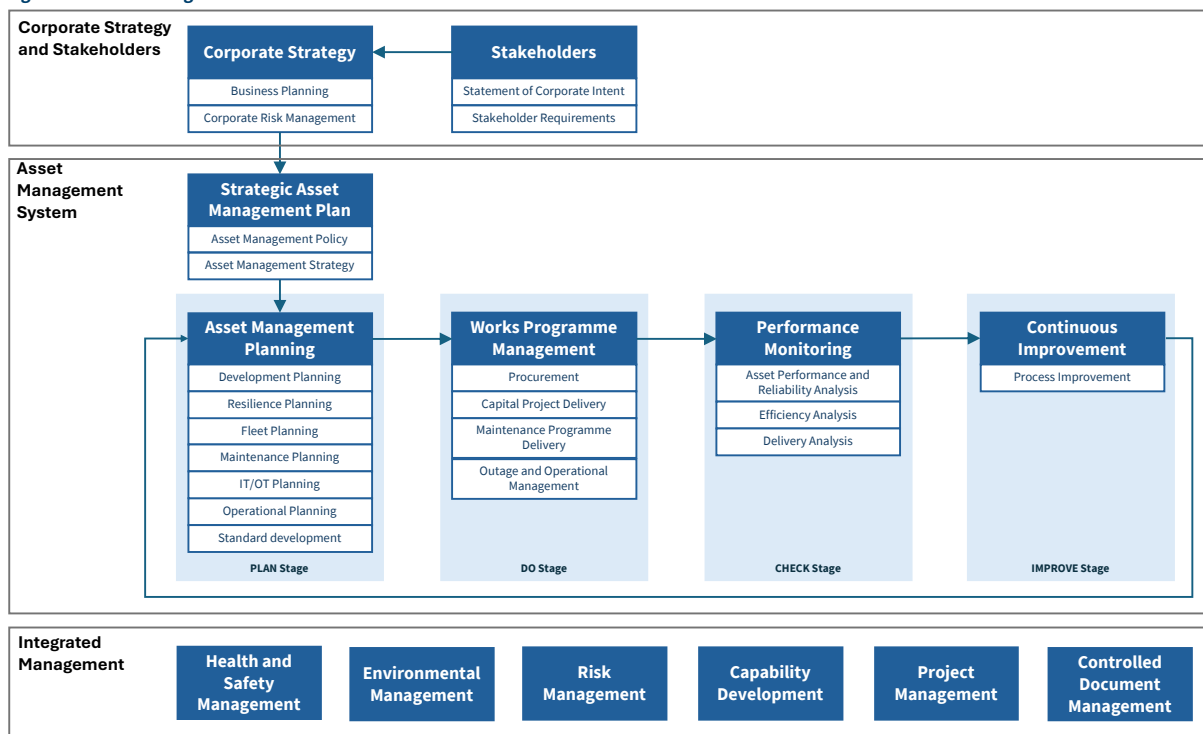 Corporate Strategy
and Stakeholders
Corporate Strategy
Business Planning
Corporate Risk Management
Stakeholders
Statement of Corporate Intent
Stakeholder Requirements
Asset
Management
System
Strategic Asset
Management Plan
Asset Management Policy
Asset Management Strategy
Asset Management
Planning
Development Planning
Resilience Planning
Fleet Planning
Maintenance Planning
IT/OT Planning
Operational Planning
Standard development
PLAN Stage
Works Programme
Management
Procurement
Capital Project Delivery
Maintenance Programme
Delivery
Outage and Operational
Management
DO Stage
Performance
Monitoring
Asset Performance and
Reliability Analysis
Efficiency Analysis
Delivery Analysis
CHECK Stage
Continuous
Improvement
Process Improvement
IMPROVE Stage
Integrated
Management
Health and
Safety
Management
Environmental
Management
Risk
Management
Capability
Development
Project
Management
Controlled
Document
Management